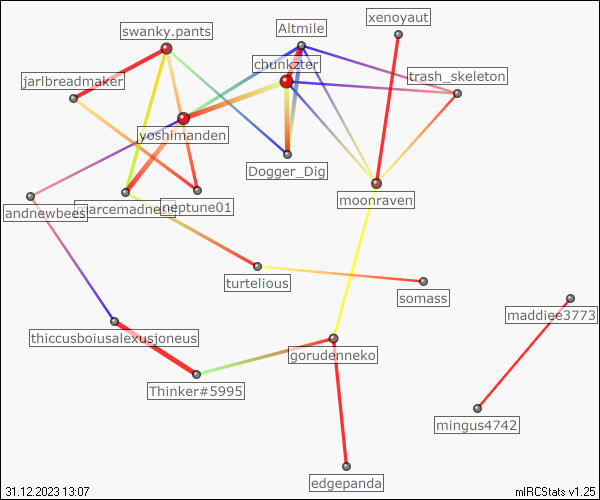 xenoyaut
Altmile
swanky.pants
chunkzter
trash_skeleton
jarlbreadmaker
yoshimanden
Dogger_Dig
moonraven
andnewbees
marcemadness
neptune01
turtelious
somass
maddiee3773
thiccusboiusalexusjoneus
gorudenneko
Thinker#5995
mingus4742
edgepanda
31.12.2023 13:07
mIRCStats v1.25